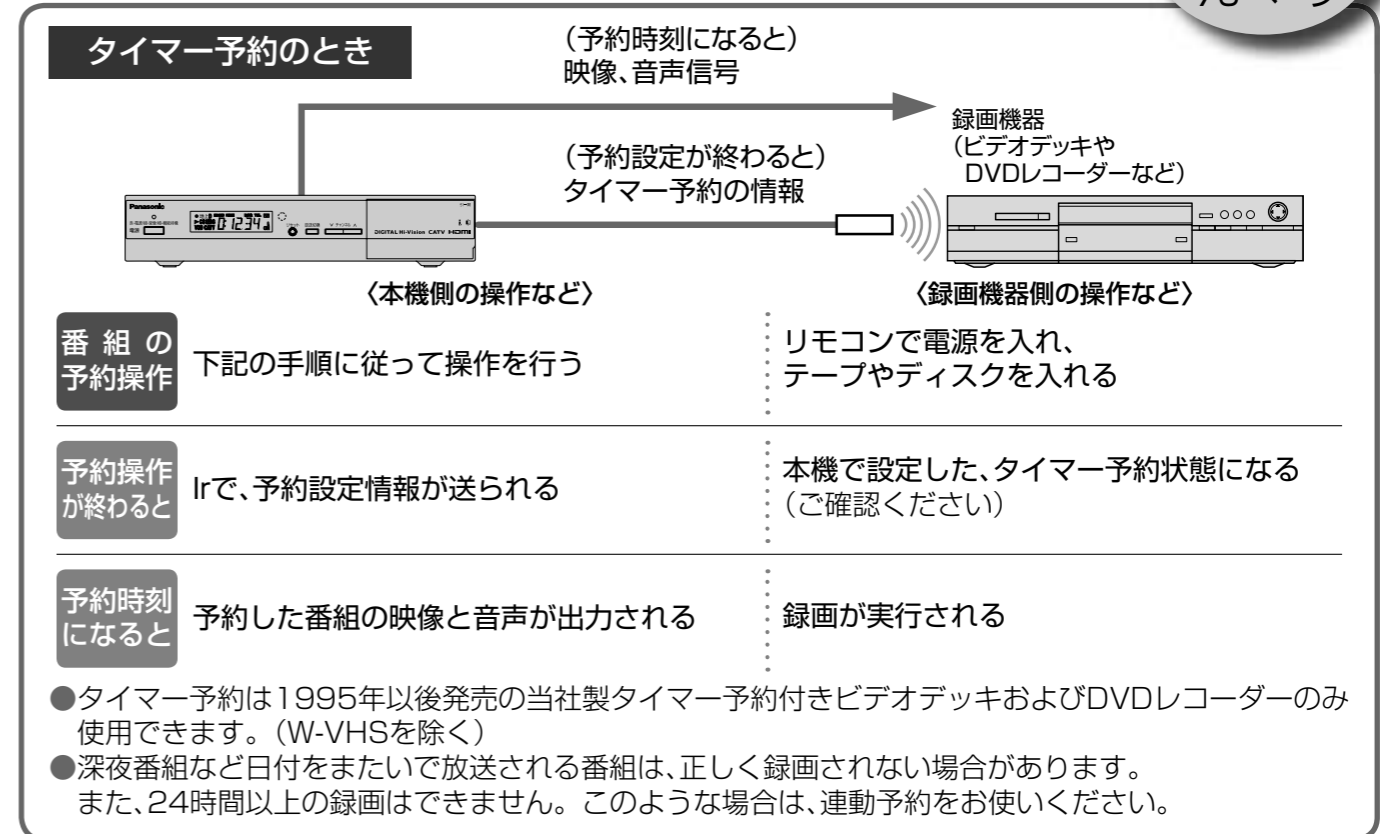 タイマー予約のとき
（予約時刻になると）
映像、音声信号
録画機器
（ビデオデッキや
DVDレコーダーなど）
（予約設定が終わると）
タイマー予約の情報
Panasonic
電源
DIGITAL Hi-Vision CATV HDMI
〈本機側の操作など〉
〈録画機器側の操作など〉
番組の
予約操作
下記の手順に従って操作を行う
リモコンで電源を入れ、
テープやディスクを入れる
予約操作
が終わると
Irで、予約設定情報が送られる
本機で設定した、タイマー予約状態になる
（ご確認ください）
予約時刻
になると
予約した番組の映像と音声が出力される
録画が実行される
●タイマー予約は1995年以後発売の当社製タイマー予約付きビデオデッキおよびDVDレコーダーのみ
使用できます。（W-VHSを除く）
●深夜番組など日付をまたいで放送される番組は、正しく録画されない場合があります。
また、24時間以上の録画はできません。このような場合は、連動予約をお使いください。